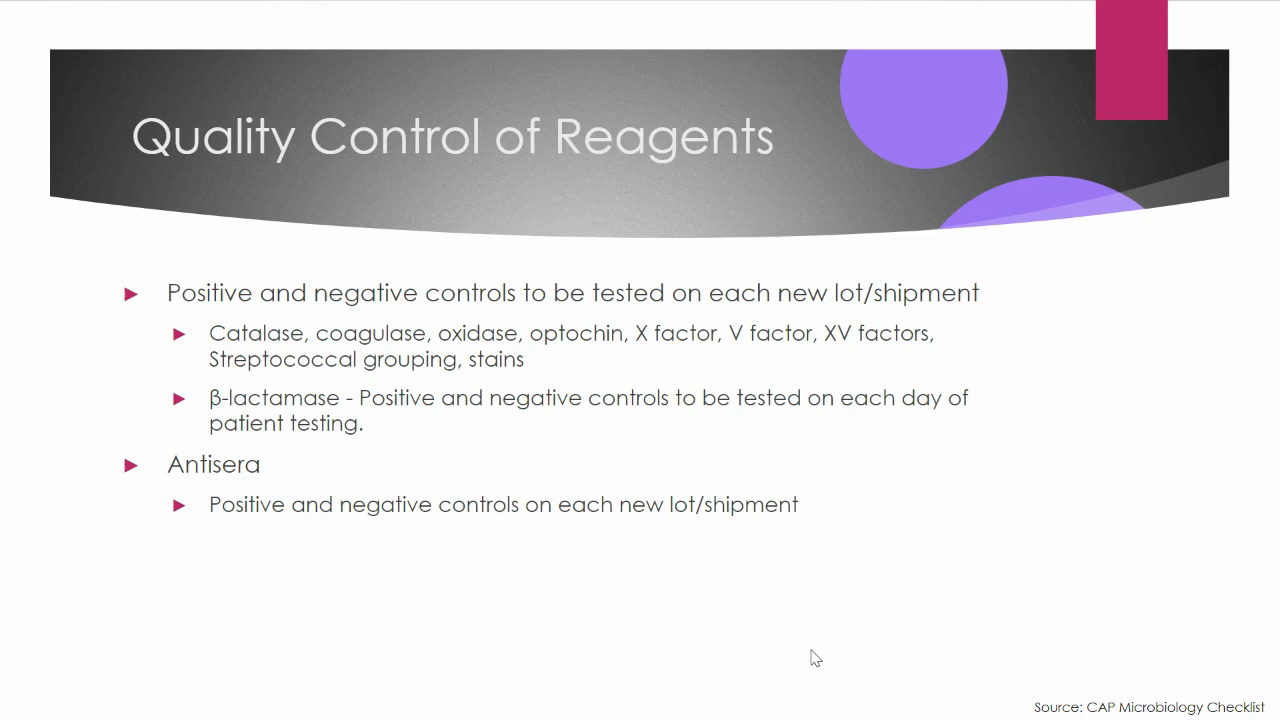 Quality Control of Reagents
Positive and negative controls to be tested on each new lot/shipment
Catalase, coagulase, oxidase, optochin, X factor, V factor, XV factors,
Streptococcal grouping, stains
β-lactamase - Positive and negative controls to be tested on each day of
patient testing.
Antisera
Positive and negative controls on each new lot/shipment
Source: CAP Microbiology Checklist